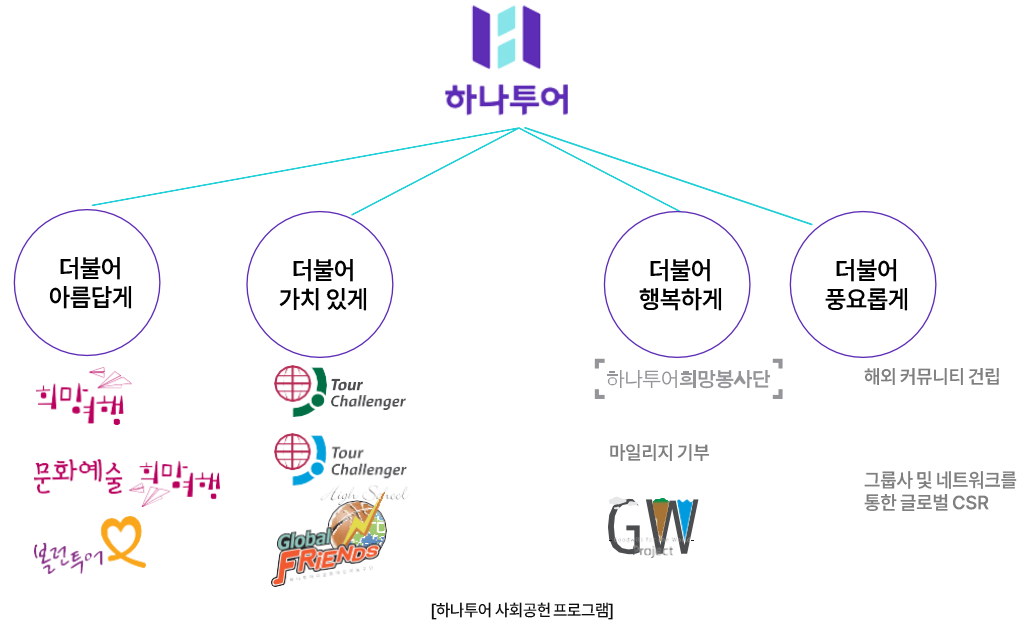 하나투어
더불어
아름답게
더불어
가치 있게
더불어
행복하게
더불어
풍요롭게
희망여행
문화예술 희망여행
볼런투어
Tour
Challenger
Tour
Challenger
High School
Global
FRiENDS
하나투어희망봉사단
마일리지 기부
GW
Project
해외 커뮤니티 건립
그룹사 및 네트워크를
통한 글로벌 CSR
[하나투어 사회공헌 프로그램]